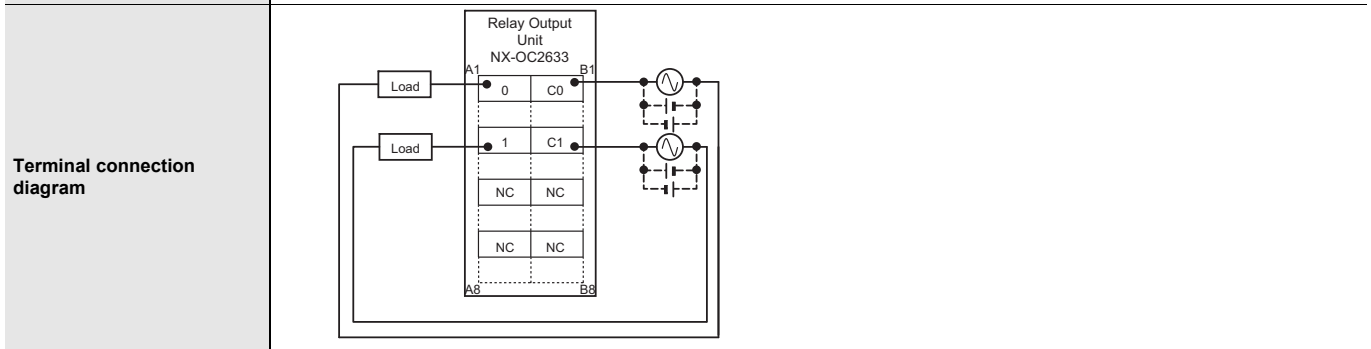 Terminal connection
diagram
Relay Output
Unit
NX-OC2633
A1 B1
Load 0 C0
Load 1 C1
NC NC
NC NC
A8 B8